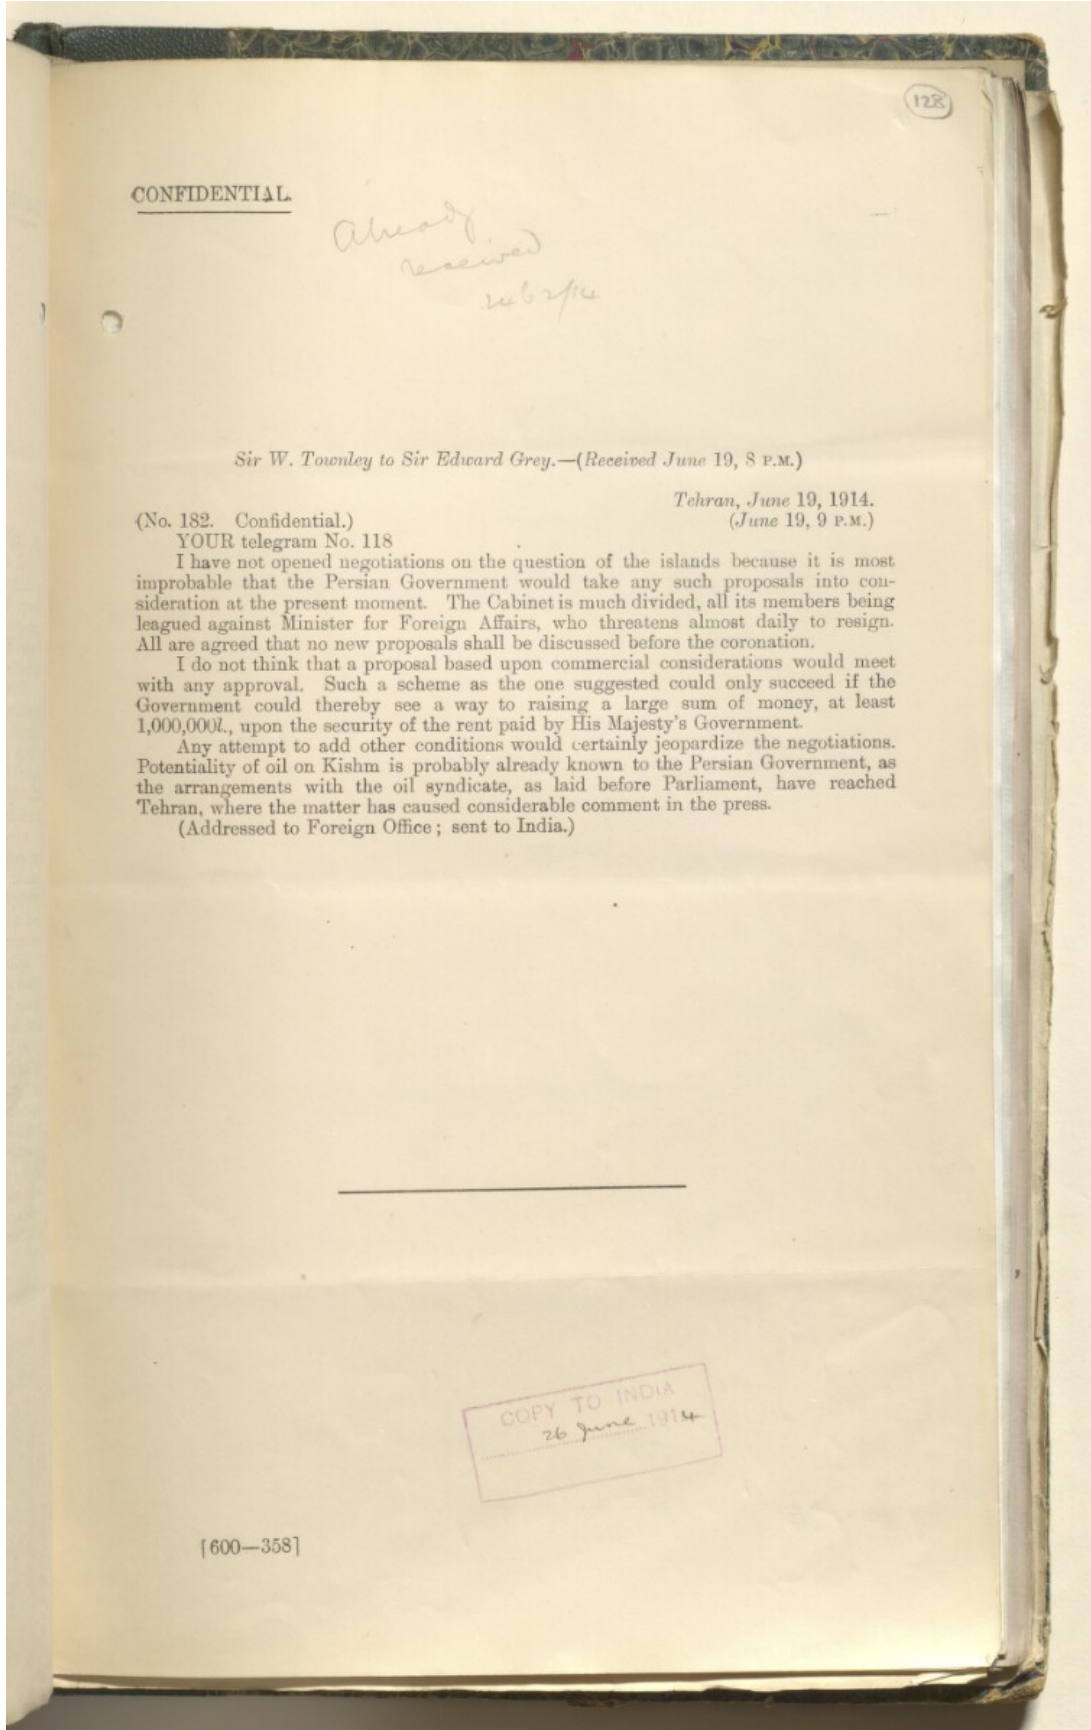 128
CONFIDENTIAL.
Already
received
Sir W. Townley to Sir Edward Grey.—(Received June 19, 8 P.M.)
Tehran, June 19, 1914.
(No. 182. Confidential.) (June 19, 9 P.M.)
YOUR telegram No. 118
I have not opened negotiations on the question of the islands because it is most
improbable that the Persian Government would take any such proposals into con-
sideration at the present moment. The Cabinet is much divided, all its members being
leagued against Minister for Foreign Affairs, who threatens almost daily to resign.
All are agreed that no new proposals shall be discussed before the coronation.
I do not think that a proposal based upon commercial considerations would meet
with any approval. Such a scheme as the one suggested could only succeed if the
Government could thereby see a way to raising a large sum of money, at least
1,000,000l., upon the security of the rent paid by His Majesty's Government.
Any attempt to add other conditions would certainly jeopardize the negotiations.
Potentiality of oil on Kishm is probably already known to the Persian Government, as
the arrangements with the oil syndicate, as laid before Parliament, have reached
Tehran, where the matter has caused considerable comment in the press.
(Addressed to Foreign Office; sent to India.)
COPY TO INDIA
26 June 1914
[600—358]